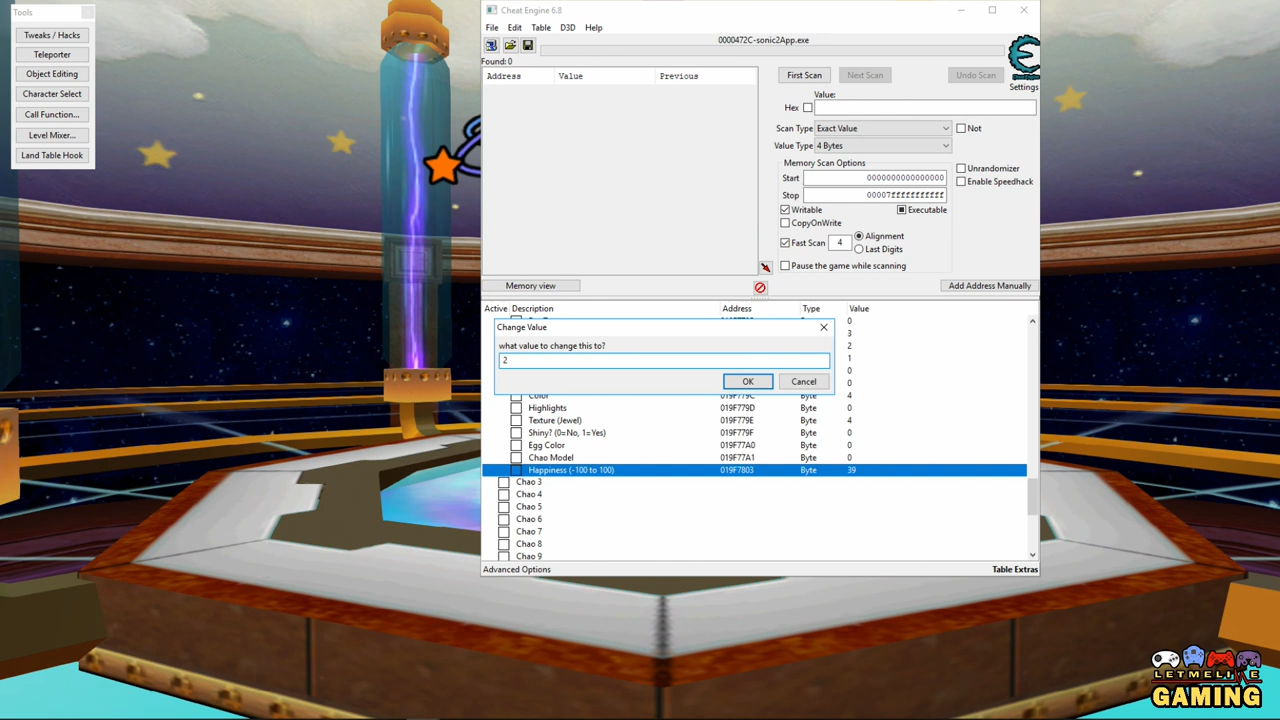 Tools
Tweaks / Hacks
Teleporter
Object Editing
Character Select
Call Function...
Level Mixer...
Land Table Hook
Cheat Engine 6.8
File Edit Table D3D Help
0000472C-sonic2App.exe
Found: 0
Address Value Previous
First Scan Next Scan Undo Scan
Settings
Value:
Hex
Scan Type Exact Value Not
Value Type 4 Bytes
Memory Scan Options
Start 0000000000000000 Unrandomizer
Stop 00007fffffffffff Enable Speedhack
Writable Executable
CopyOnWrite
Fast Scan 4 Alignment
Last Digits
Pause the game while scanning
Memory view Add Address Manually
Active Description Address Type Value
0
Change Value
3
what value to change this to?
2
2
1
0
OK Cancel
0
Color 019F779C Byte 4
Highlights 019F779D Byte 0
Texture (Jewel) 019F779E Byte 4
Shiny? (0=No, 1=Yes) 019F779F Byte 0
Egg Color 019F77A0 Byte 0
Chao Model 019F77A1 Byte 0
Happiness (-100 to 100) 019F7803 Byte 39
Chao 3
Chao 4
Chao 5
Chao 6
Chao 7
Chao 8
Chao 9
Advanced Options Table Extras
LETMELIKE
GAMING